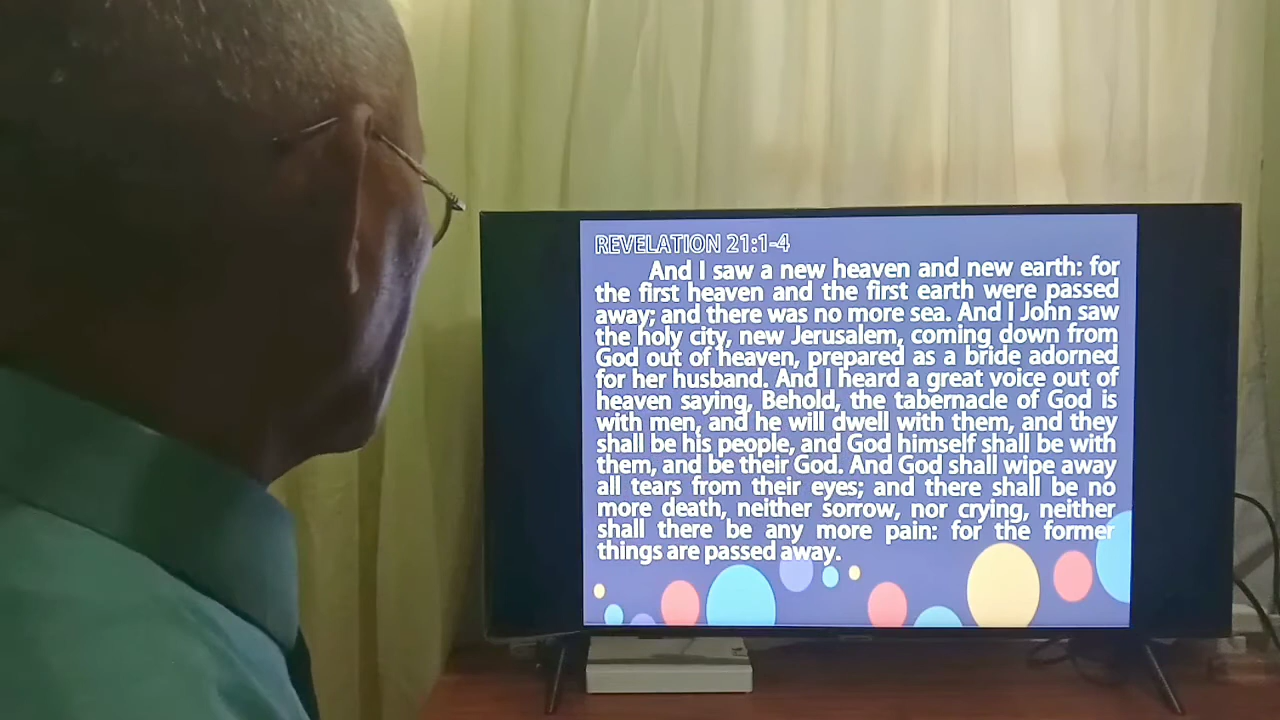 REVELATION 21:1-4
And I saw a new heaven and new earth: for
the first heaven and the first earth were passed
away; and there was no more sea. And I John saw
the holy city, new Jerusalem, coming down from
God out of heaven, prepared as a bride adorned
for her husband. And I heard a great voice out of
heaven saying, Behold, the tabernacle of God is
with men, and he will dwell with them, and they
shall be his people, and God himself shall be with
them, and be their God. And God shall wipe away
all tears from their eyes; and there shall be no
more death, neither sorrow, nor crying, neither
shall there be any more pain: for the former
things are passed away.